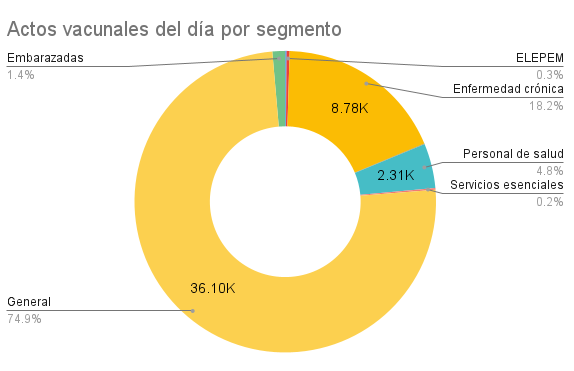 Actos vacunales del día por segmento
Embarazadas
1.4%
ELEPEM
0.3%
Enfermedad crónica
18.2%
8.78K
Personal de salud
4.8%
2.31K
Servicios esenciales
0.2%
36.10K
General
74.9%